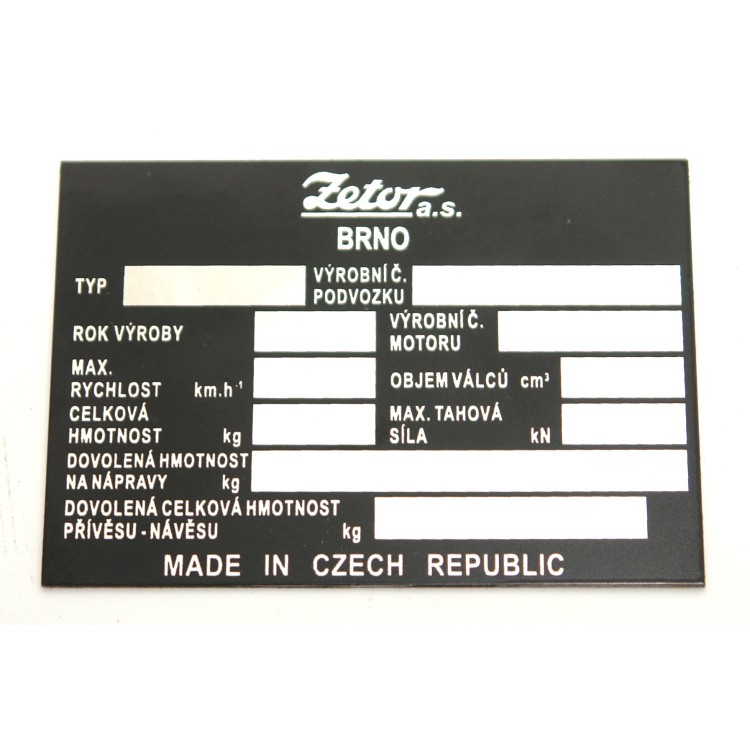 Zetor a.s.
BRNO
TYP
VÝROBNÍ Č.
PODVOZKU
ROK VÝROBY
VÝROBNÍ Č.
MOTORU
MAX.
RYCHLOST km.h⁻¹
OBJEM VÁLCŮ cm³
CELKOVÁ
HMOTNOST kg
MAX. TAHOVÁ
SÍLA kN
DOVOLENÁ HMOTNOST
NA NÁPRAVY kg
DOVOLENÁ CELKOVÁ HMOTNOST
PŘÍVĚSU - NÁVĚSU kg
MADE IN CZECH REPUBLIC